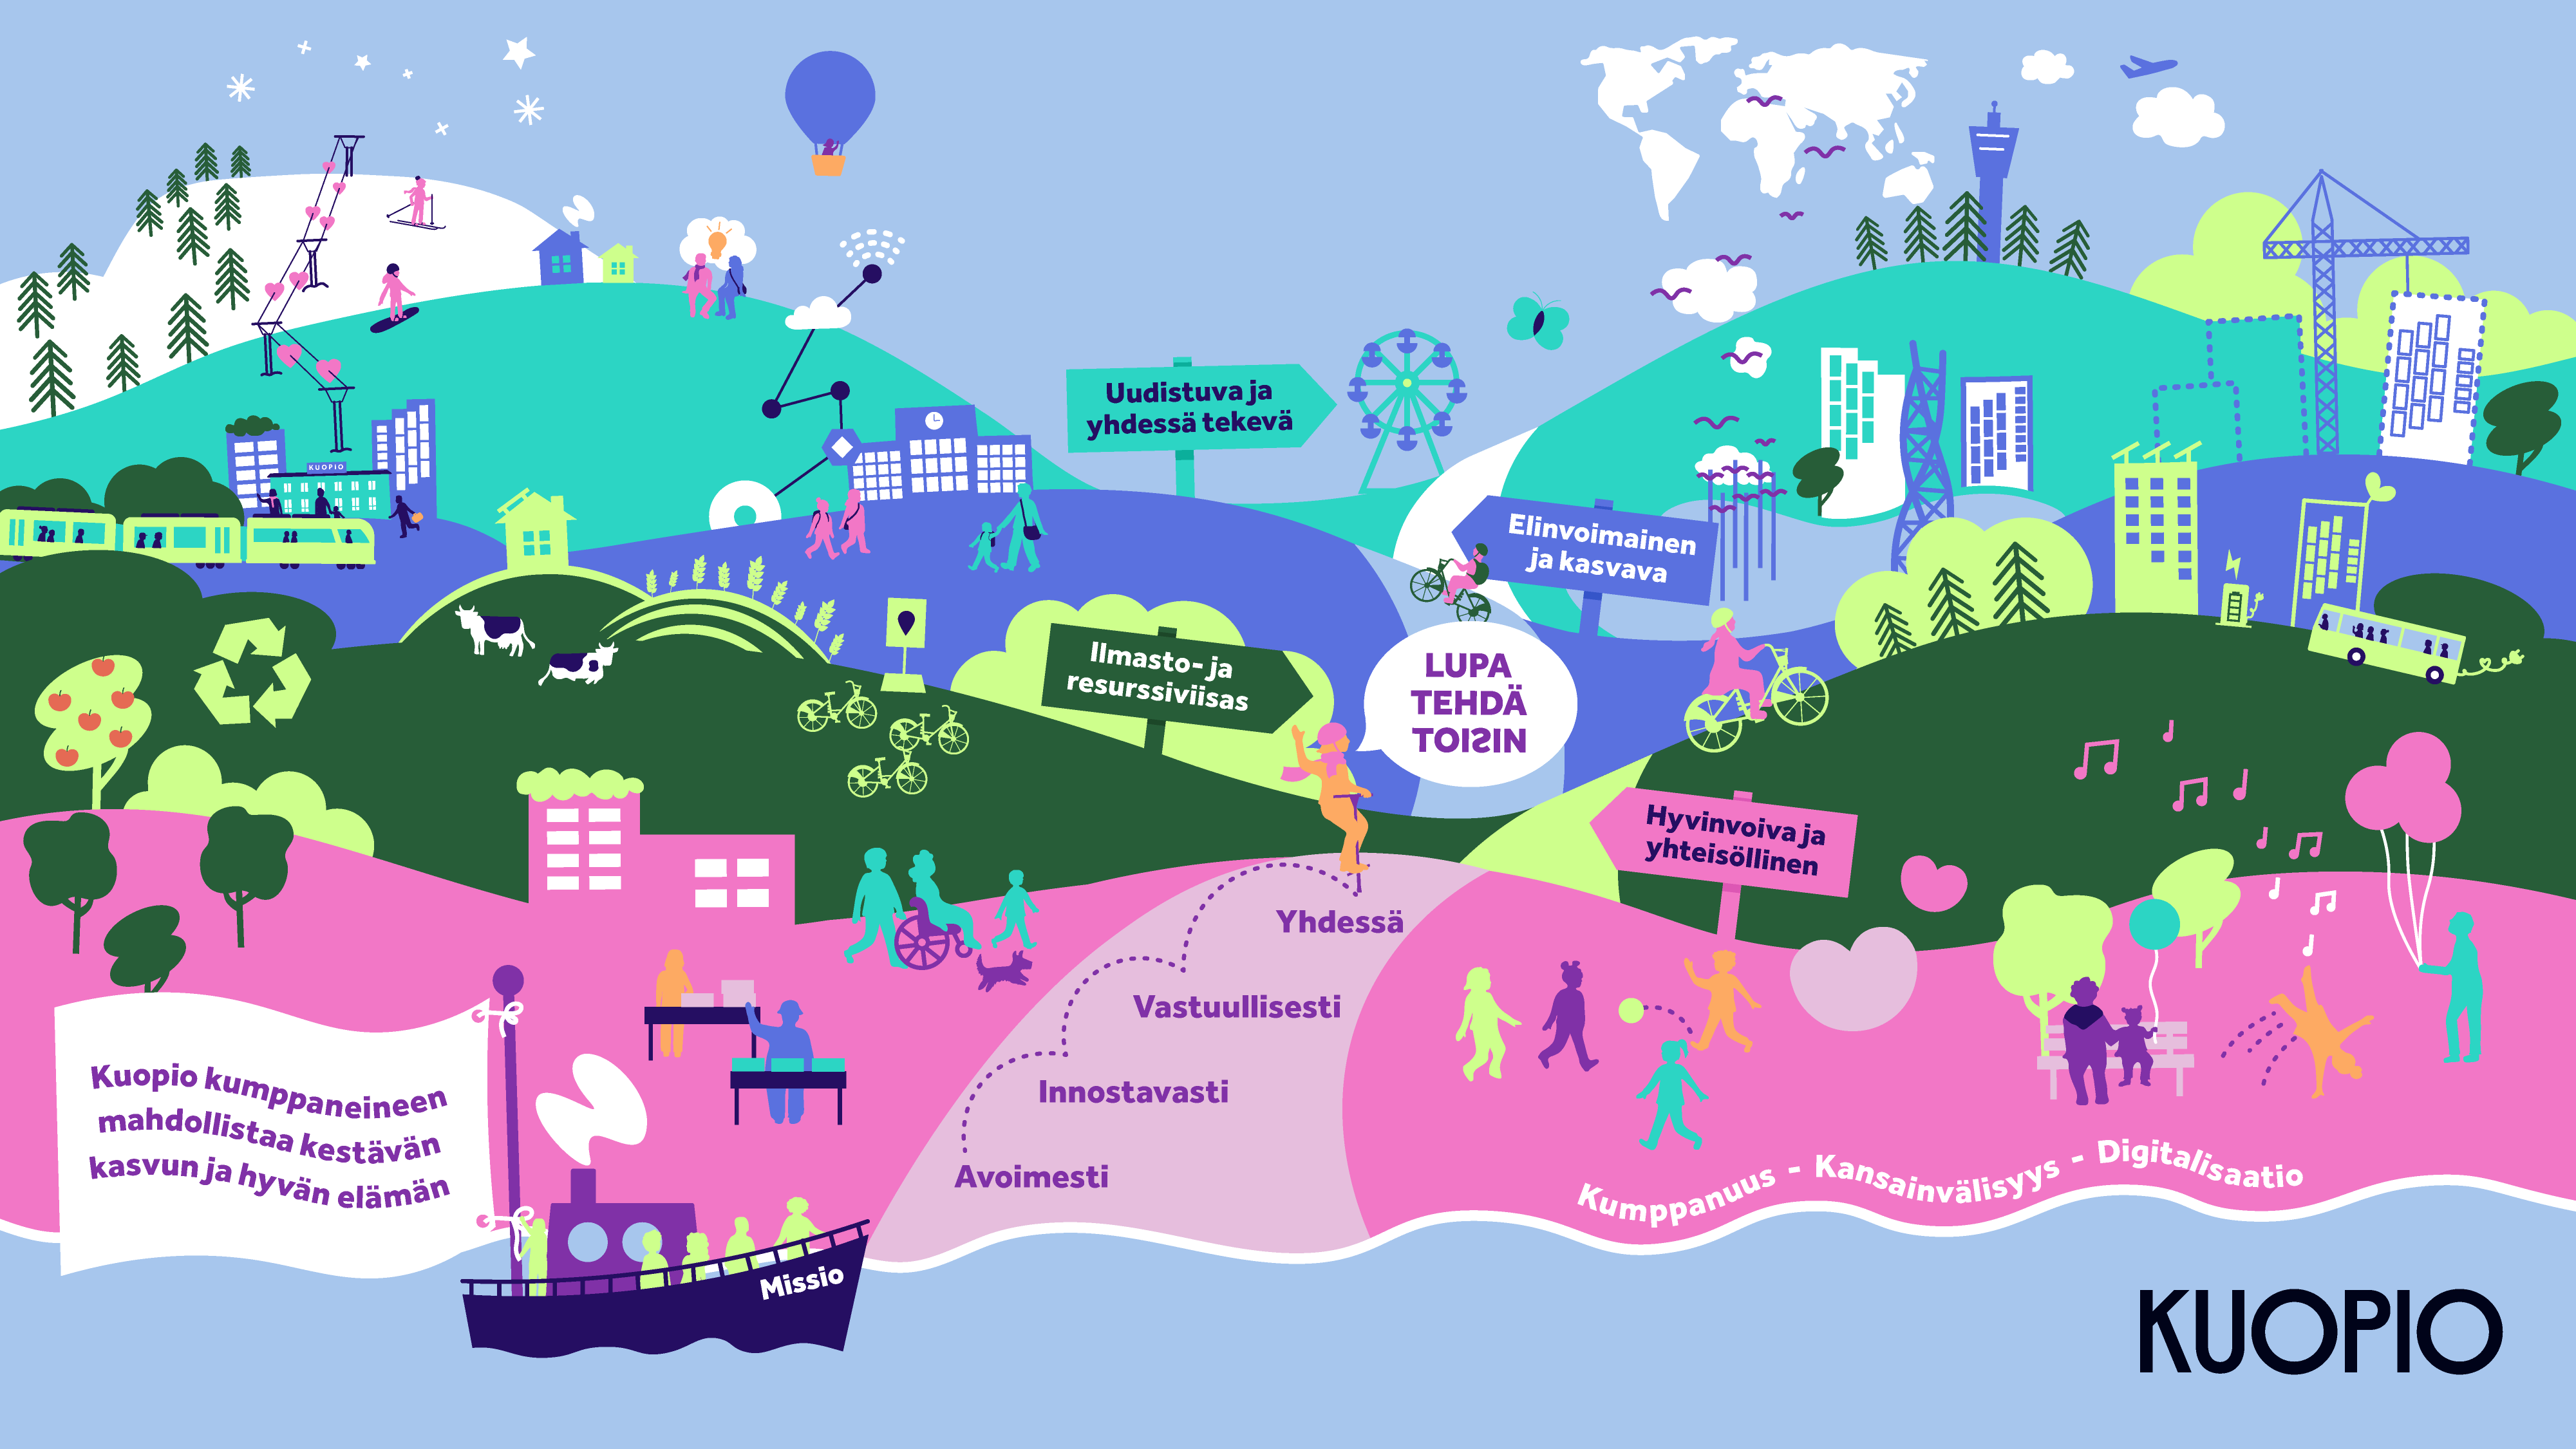 Uudistuva ja
yhdessä tekevä
KUOPIO
Elinvoimainen
ja kasvava
Ilmasto- ja
resurssiviisas
LUPA
TEHDÄ
TOISIN
Hyvinvoiva ja
yhteisöllinen
Yhdessä
Vastuullisesti
Innostavasti
Avoimesti
Kuopio kumppaneineen
mahdollistaa kestävän
kasvun ja hyvän elämän
Kumppanuus - Kansainvälisyys - Digitalisaatio
Missio
KUOPIO